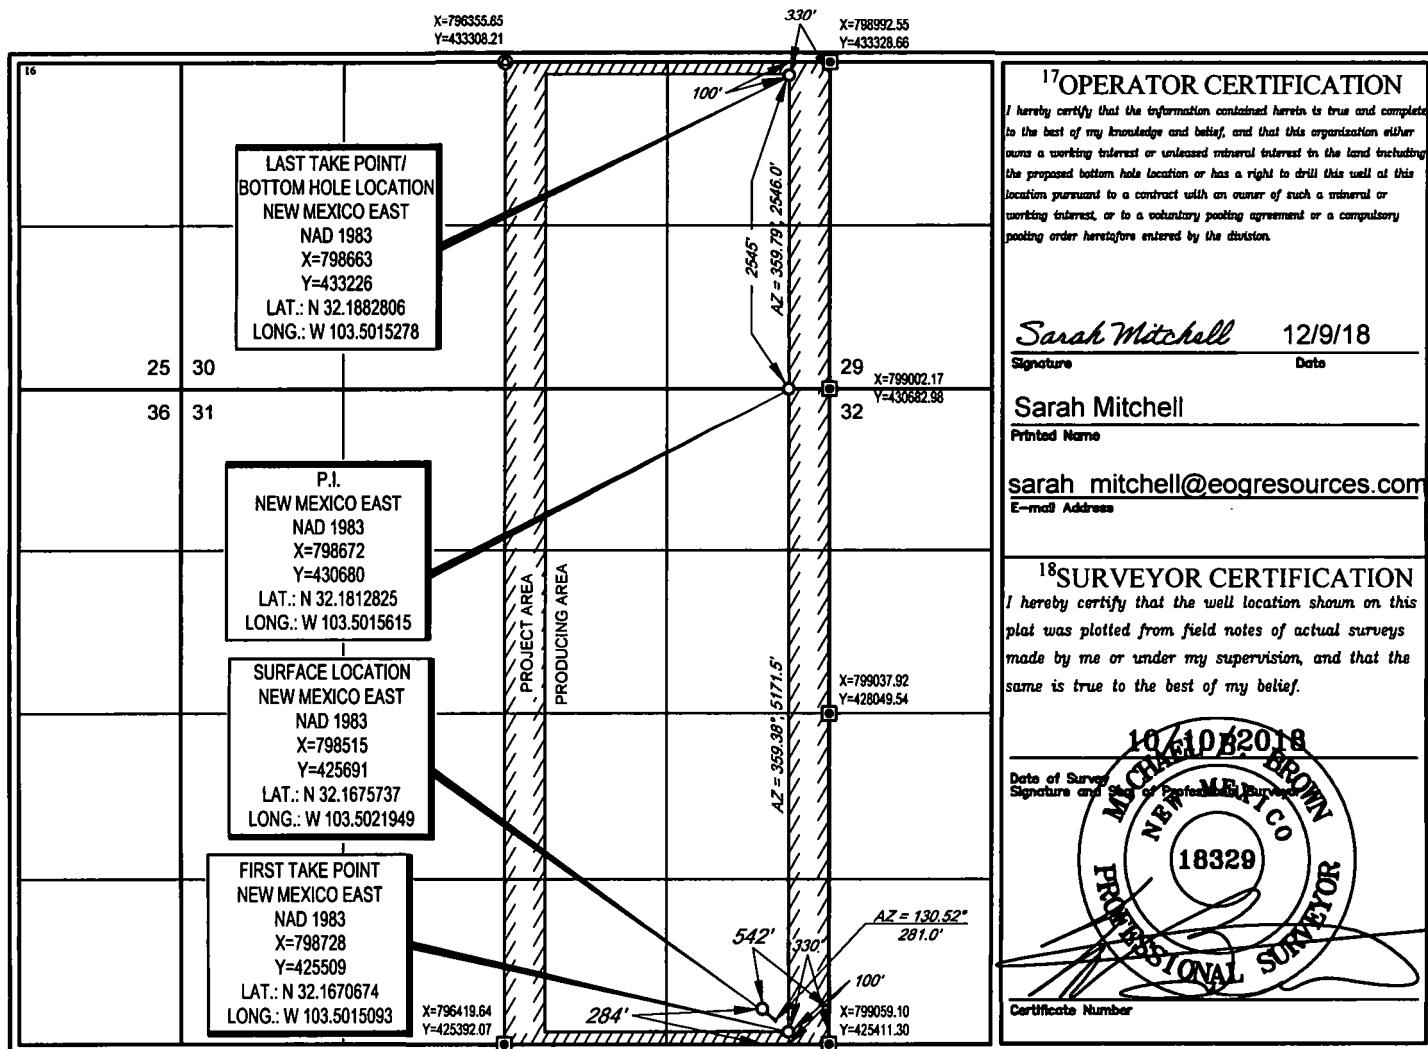 X=796355.65
Y=433308.21
330'
X=798992.55
Y=433328.66
16
100'
LAST TAKE POINT/
BOTTOM HOLE LOCATION
NEW MEXICO EAST
NAD 1983
X=798663
Y=433226
LAT.: N 32.1882806
LONG.: W 103.5015278
2545'
AZ = 359.79°, 2546.0'
25 30
29
X=799002.17
Y=430682.98
36 31
32
P.I.
NEW MEXICO EAST
NAD 1983
X=798672
Y=430680
LAT.: N 32.1812825
LONG.: W 103.5015615
PROJECT AREA
PRODUCING AREA
SURFACE LOCATION
NEW MEXICO EAST
NAD 1983
X=798515
Y=425691
LAT.: N 32.1675737
LONG.: W 103.5021949
AZ = 359.38°, 5171.5'
X=799037.92
Y=428049.54
FIRST TAKE POINT
NEW MEXICO EAST
NAD 1983
X=798728
Y=425509
LAT.: N 32.1670674
LONG.: W 103.5015093
AZ = 130.52°
281.0'
542'
330'
100'
284'
X=796419.64
Y=425392.07
X=799059.10
Y=425411.30
17 OPERATOR CERTIFICATION
I hereby certify that the information contained herein is true and complete
to the best of my knowledge and belief, and that this organization either
owns a working interest or unleased mineral interest in the land including
the proposed bottom hole location or has a right to drill this well at this
location pursuant to a contract with an owner of such a mineral or
working interest, or to a voluntary pooling agreement or a compulsory
pooling order heretofore entered by the division.
Sarah Mitchell 12/9/18
Signature Date
Sarah Mitchell
Printed Name
sarah_mitchell@eogresources.com
E-mail Address
18 SURVEYOR CERTIFICATION
I hereby certify that the well location shown on this
plat was plotted from field notes of actual surveys
made by me or under my supervision, and that the
same is true to the best of my belief.
10/10/2018
Date of Survey
Signature and Seal of Professional Surveyor
MICHAEL B. BROWN
NEW MEXICO
18329
PROFESSIONAL SURVEYOR
Certificate Number